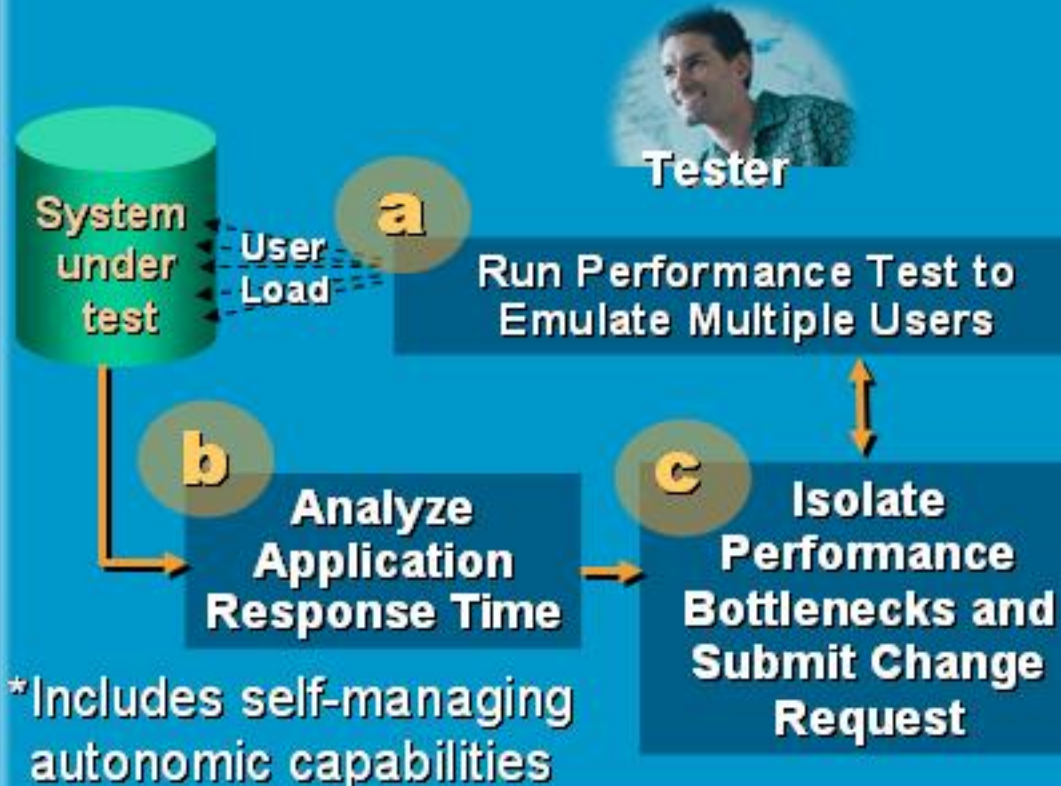 Tester
System
under
test
User
Load
a
Run Performance Test to
Emulate Multiple Users
b
Analyze
Application
Response Time
c
Isolate
Performance
Bottlenecks and
Submit Change
Request
*Includes self-managing
autonomic capabilities